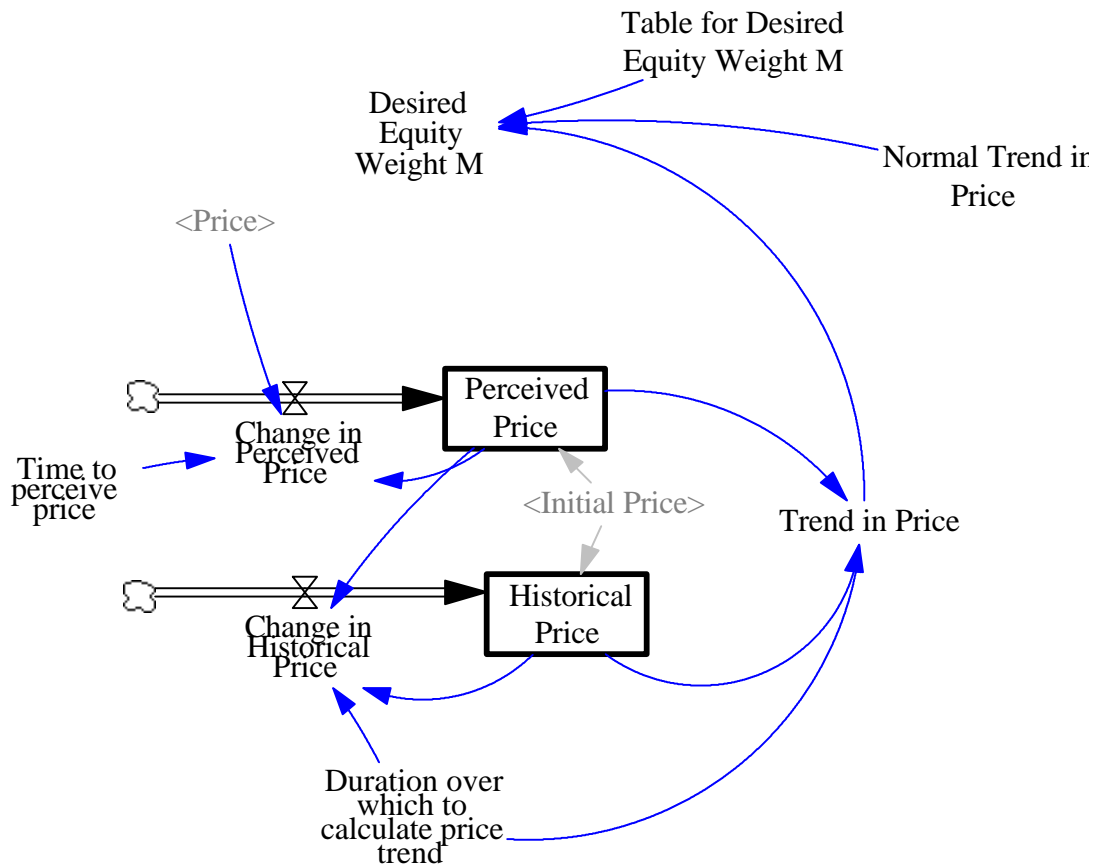 Table for Desired
Equity Weight M
Desired
Equity
Weight M
Normal Trend in
Price
<Price>
Perceived
Price
Change in
Perceived
Price
Time to
perceive
price
<Initial Price>
Trend in Price
Historical
Price
Change in
Historical
Price
Duration over
which to
calculate price
trend